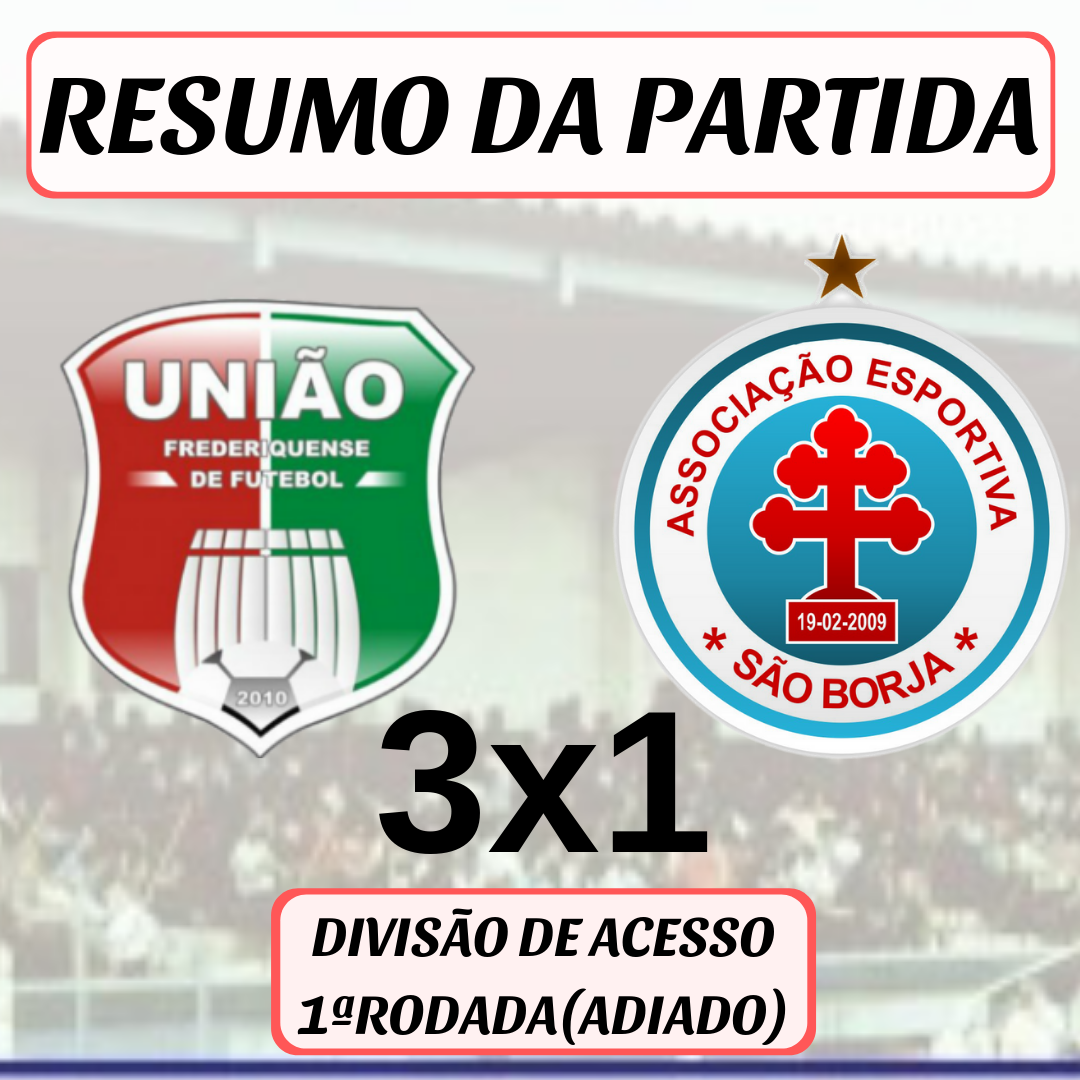 RESUMO DA PARTIDA
UNIÃO
FREDERIQUENSE
DE FUTEBOL
2010
ASSOCIAÇÃO ESPORTIVA
19-02-2009
* SÃO BORJA *
3x1
DIVISÃO DE ACESSO
1ªRODADA(ADIADO)